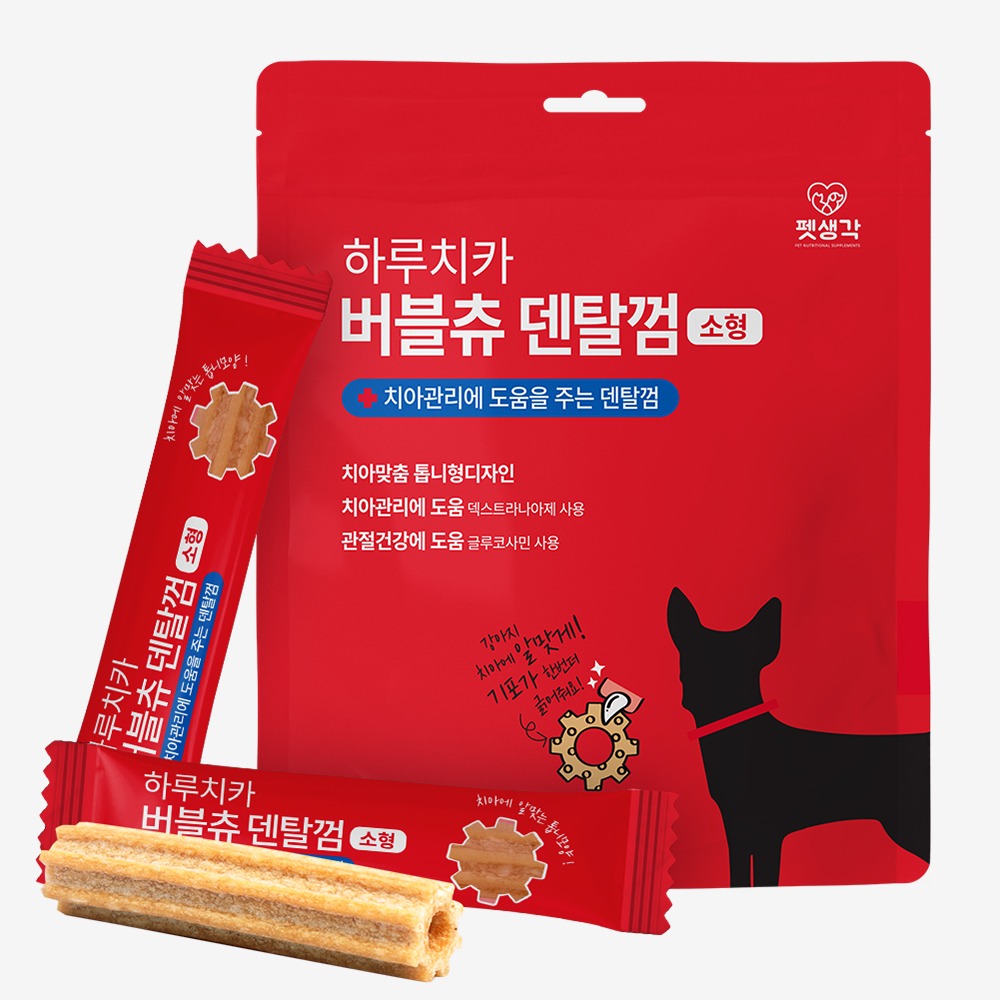 펫생각
PET NUTRITIONAL SUPPLEMENTS
하루치카
버블츄 덴탈껌 소형
치아관리에 도움을 주는 덴탈껌
치아맞춤 톱니형디자인
치아관리에 도움 덱스트라나아제 사용
관절건강에 도움 글루코사민 사용
강아지
치아에 알맞게!
기포가 한번더
긁어줘요!
치아에 알맞는 톱니모양!
하루치카
버블츄 덴탈껌 소형
치아관리에 도움을 주는 덴탈껌
하루치카
버블츄 덴탈껌 소형
치아에 알맞는 톱니모양!